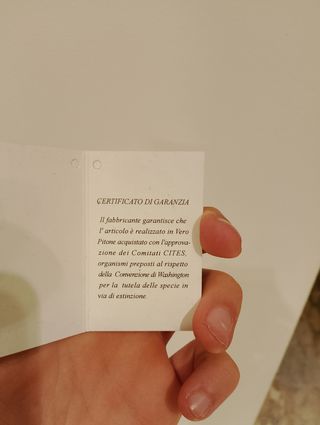 CERTIFICATO DI GARANZIA
Il fabbricante garantisce che
l' articolo è realizzato in Vero
Pitone acquistato con l'approva-
zione dei Comitati CITES,
organismi preposti al rispetto
della Convenzione di Washington
per la tutela delle specie in
via di estinzione.